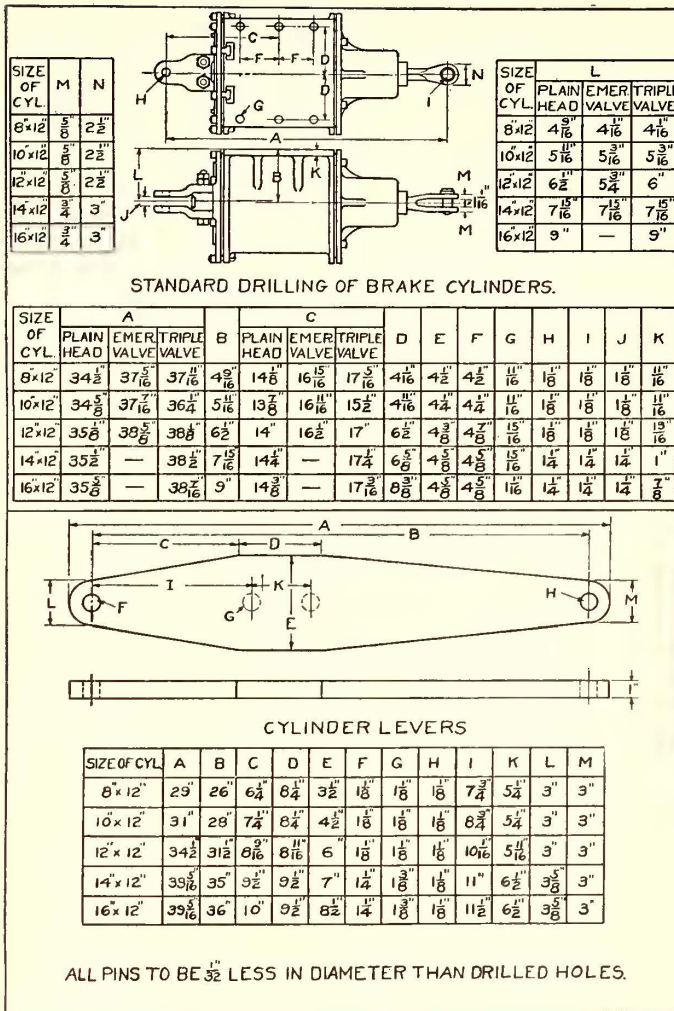 SIZE OF CYL. M N
8"x12" 5/8" 2 1/2"
10"x12" 5/8" 2 1/2"
12"x12" 5/8" 2 1/2"
14"x12" 3/4" 3"
16"x12" 3/4" 3"
C
F F
D
D
H
G
I
N
A
L
B
K
J
M
1 1/16"
M
SIZE OF CYL. L
PLAIN HEAD EMER. VALVE TRIPLE VALVE
8"x12" 4 9/16" 4 1/16" 4 1/16"
10"x12" 5 11/16" 5 3/16" 5 3/16"
12"x12" 6 1/2" 5 3/4" 6"
14"x12" 7 15/16" 7 15/16" 7 15/16"
16"x12" 9" — 9"
STANDARD DRILLING OF BRAKE CYLINDERS.
SIZE OF CYL. A B C D E F G H I J K
PLAIN HEAD EMER. VALVE TRIPLE VALVE PLAIN HEAD EMER. VALVE TRIPLE VALVE
8"x12" 34 1/2" 37 5/16" 37 11/16" 4 9/16" 14 1/8" 16 15/16" 17 5/16" 4 1/16" 4 1/2" 4 1/2" 11/16" 1 1/8" 1 1/8" 1 1/8" 11/16"
10"x12" 34 5/8" 37 7/16" 36 1/4" 5 11/16" 13 7/8" 16 11/16" 15 1/2" 4 11/16" 4 1/4" 4 1/4" 11/16" 1 1/8" 1 1/8" 1 1/8" 11/16"
12"x12" 35 1/8" 38 5/8" 38 1/8" 6 1/2" 14" 16 1/2" 17" 6 1/2" 4 3/8" 4 7/8" 15/16" 1 1/8" 1 1/8" 1 1/8" 13/16"
14"x12" 35 1/2" — 38 1/2" 7 15/16" 14 1/4" — 17 1/4" 6 5/8" 4 5/8" 4 5/8" 15/16" 1 1/4" 1 1/4" 1 1/4" 1"
16"x12" 35 5/8" — 38 7/16" 9" 14 3/8" — 17 3/16" 8 3/8" 4 5/8" 4 5/8" 1 1/16" 1 1/4" 1 1/4" 1 1/4" 7/8"
A
B
C D
I K
L F G E H M
1"
CYLINDER LEVERS
SIZE OF CYL. A B C D E F G H I K L M
8"x12" 29" 26" 6 1/4" 8 1/4" 3 1/2" 1 1/8" 1 1/8" 1 1/8" 7 3/4" 5 1/4" 3" 3"
10"x12" 31" 28" 7 1/4" 8 1/4" 4 1/2" 1 1/8" 1 1/8" 1 1/8" 8 3/4" 5 1/4" 3" 3"
12"x12" 34 1/2" 31 1/2" 8 9/16" 8 11/16" 6" 1 1/8" 1 1/8" 1 1/8" 10 1/16" 5 11/16" 3" 3"
14"x12" 39 5/16" 35" 9 1/2" 9 1/2" 7" 1 1/4" 1 3/8" 1 1/8" 11" 6 1/2" 3 5/8" 3"
16"x12" 39 5/16" 36" 10" 9 1/2" 8 1/2" 1 1/4" 1 3/8" 1 1/8" 11 1/2" 6 1/2" 3 5/8" 3"
ALL PINS TO BE 1/32" LESS IN DIAMETER THAN DRILLED HOLES.